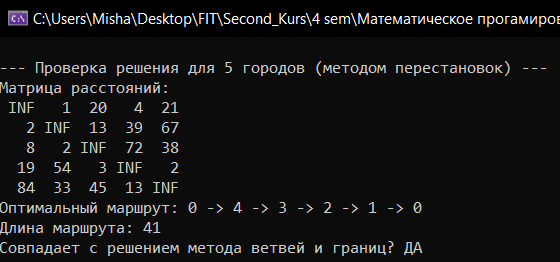 C:\Users\Misha\Desktop\FIT\Second_Kurs\4 sem\Математическое прогамиров
--- Проверка решения для 5 городов (методом перестановок) ---
Матрица расстояний:
INF 1 20 4 21
2 INF 13 39 67
8 2 INF 72 38
19 54 3 INF 2
84 33 45 13 INF
Оптимальный маршрут: 0 -> 4 -> 3 -> 2 -> 1 -> 0
Длина маршрута: 41
Совпадает с решением метода ветвей и границ? ДА